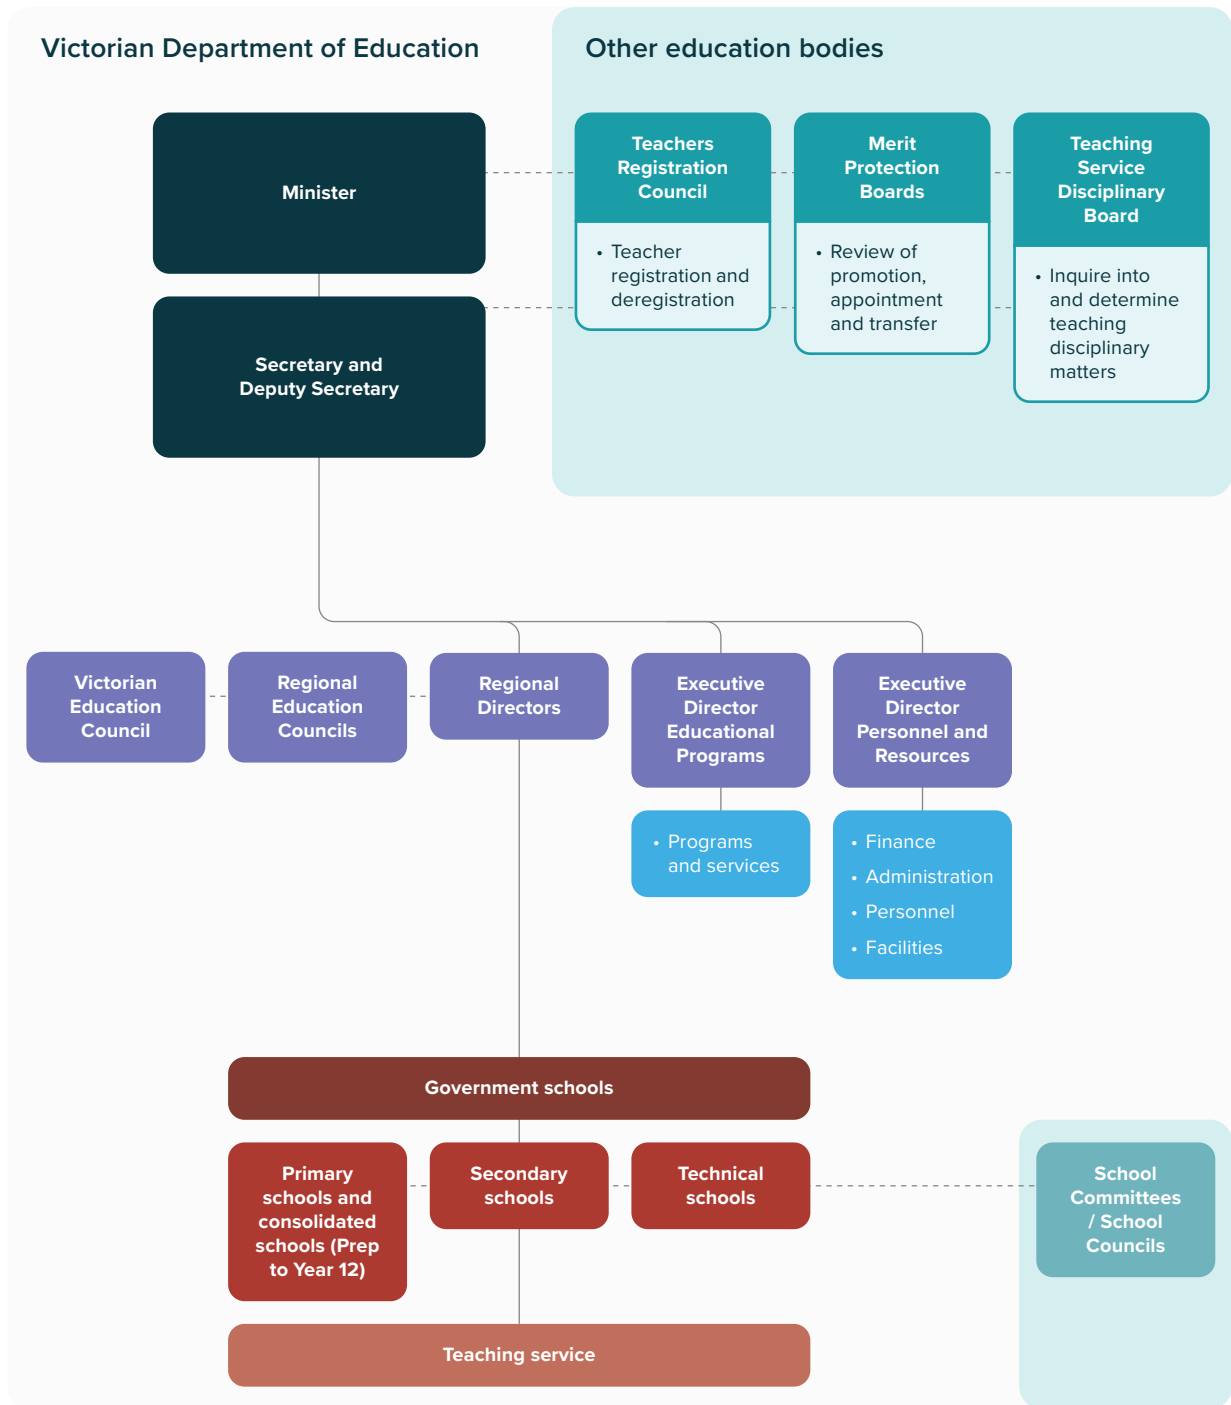 Victorian Department of Education
Other education bodies
Minister
Teachers
Registration
Council
• Teacher
registration and
deregistration
Merit
Protection
Boards
• Review of
promotion,
appointment
and transfer
Teaching
Service
Disciplinary
Board
• Inquire into
and determine
teaching
disciplinary
matters
Secretary and
Deputy Secretary
Victorian
Education
Council
Regional
Education
Councils
Regional
Directors
Executive
Director
Educational
Programs
• Programs
and services
Executive
Director
Personnel and
Resources
• Finance
• Administration
• Personnel
• Facilities
Government schools
Primary
schools and
consolidated
schools (Prep
to Year 12)
Secondary
schools
Technical
schools
School
Committees
/ School
Councils
Teaching service